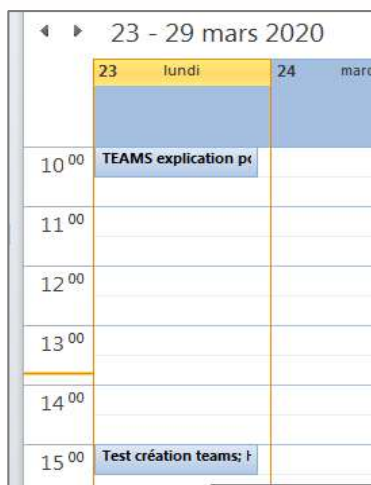 23 - 29 mars 2020
23 lundi 24
10 00 TEAMS explication
11 00
12 00
13 00
14 00
15 00 Test création teams;